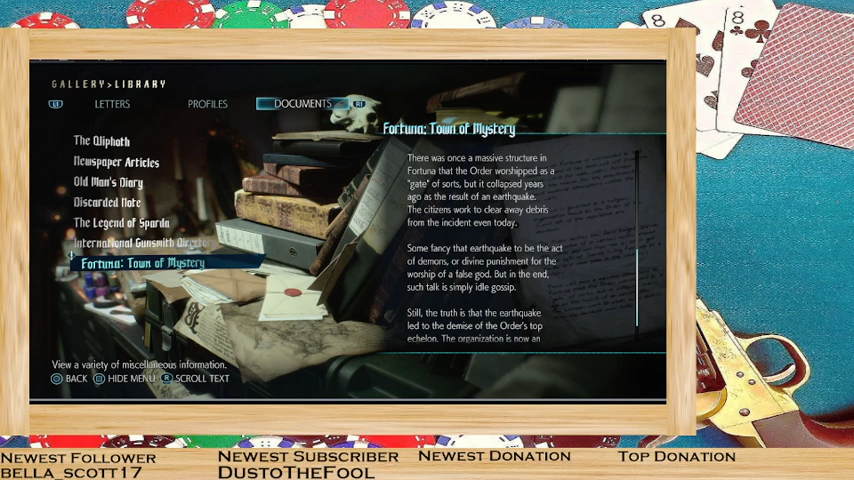 GALLERY>LIBRARY
L1 LETTERS PROFILES DOCUMENTS R1
The Qliphoth
Newspaper Articles
Old Man's Diary
Discarded Note
The Legend of Sparda
International Gunsmith Director
Fortuna: Town of Mystery
Fortuna: Town of Mystery
There was once a massive structure in
Fortuna that the Order worshipped as a
"gate" of sorts, but it collapsed years
ago as the result of an earthquake.
The citizens work to clear away debris
from the incident even today.
Some fancy that earthquake to be the act
of demons, or divine punishment for the
worship of a false god. But in the end,
such talk is simply idle gossip.
Still, the truth is that the earthquake
led to the demise of the Order's top
echelon. The organization is now an
View a variety of miscellaneous information.
BACK HIDE MENU R SCROLL TEXT
8 8
NEWEST FOLLOWER NEWEST SUBSCRIBER NEWEST DONATION TOP DONATION
BELLA_SCOTT17 DUSTOTHEFOOL